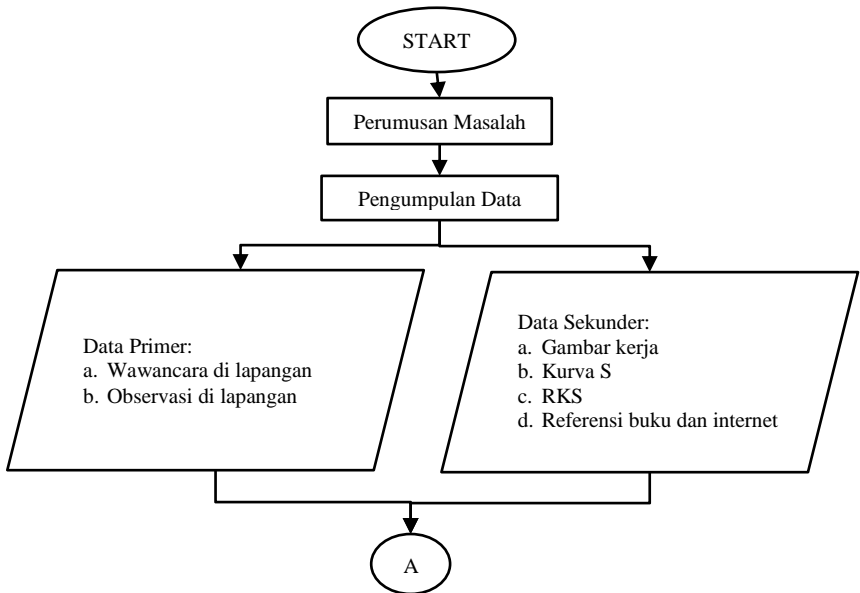 START
Perumusan Masalah
Pengumpulan Data
Data Primer:
a. Wawancara di lapangan
b. Observasi di lapangan
Data Sekunder:
a. Gambar kerja
b. Kurva S
c. RKS
d. Referensi buku dan internet
A